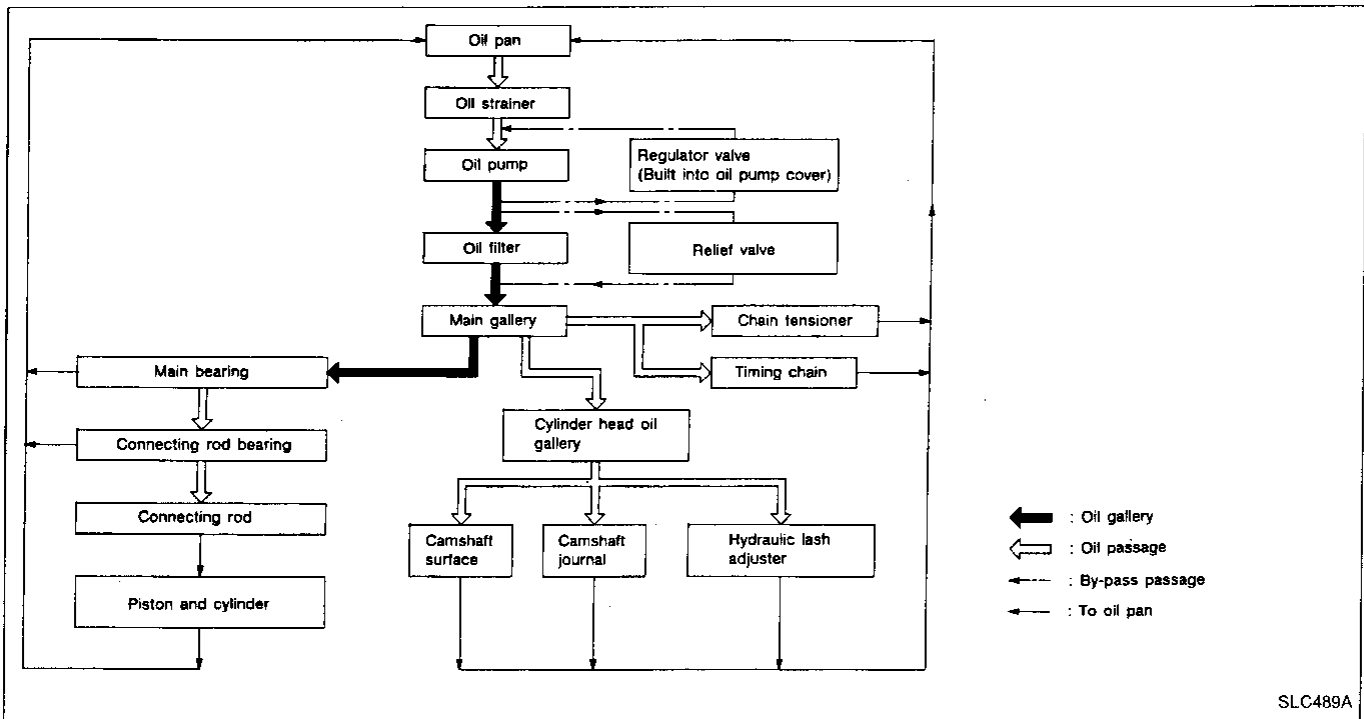 Oil pan
Oil strainer
Regulator valve
(Built into oil pump cover)
Oil pump
Oil filter
Relief valve
Main gallery
Chain tensioner
Main bearing
Timing chain
Cylinder head oil
gallery
Connecting rod bearing
Connecting rod
Camshaft
surface
Camshaft
journal
Hydraulic lash
adjuster
Piston and cylinder
: Oil gallery
: Oil passage
: By-pass passage
: To oil pan
SLC489A